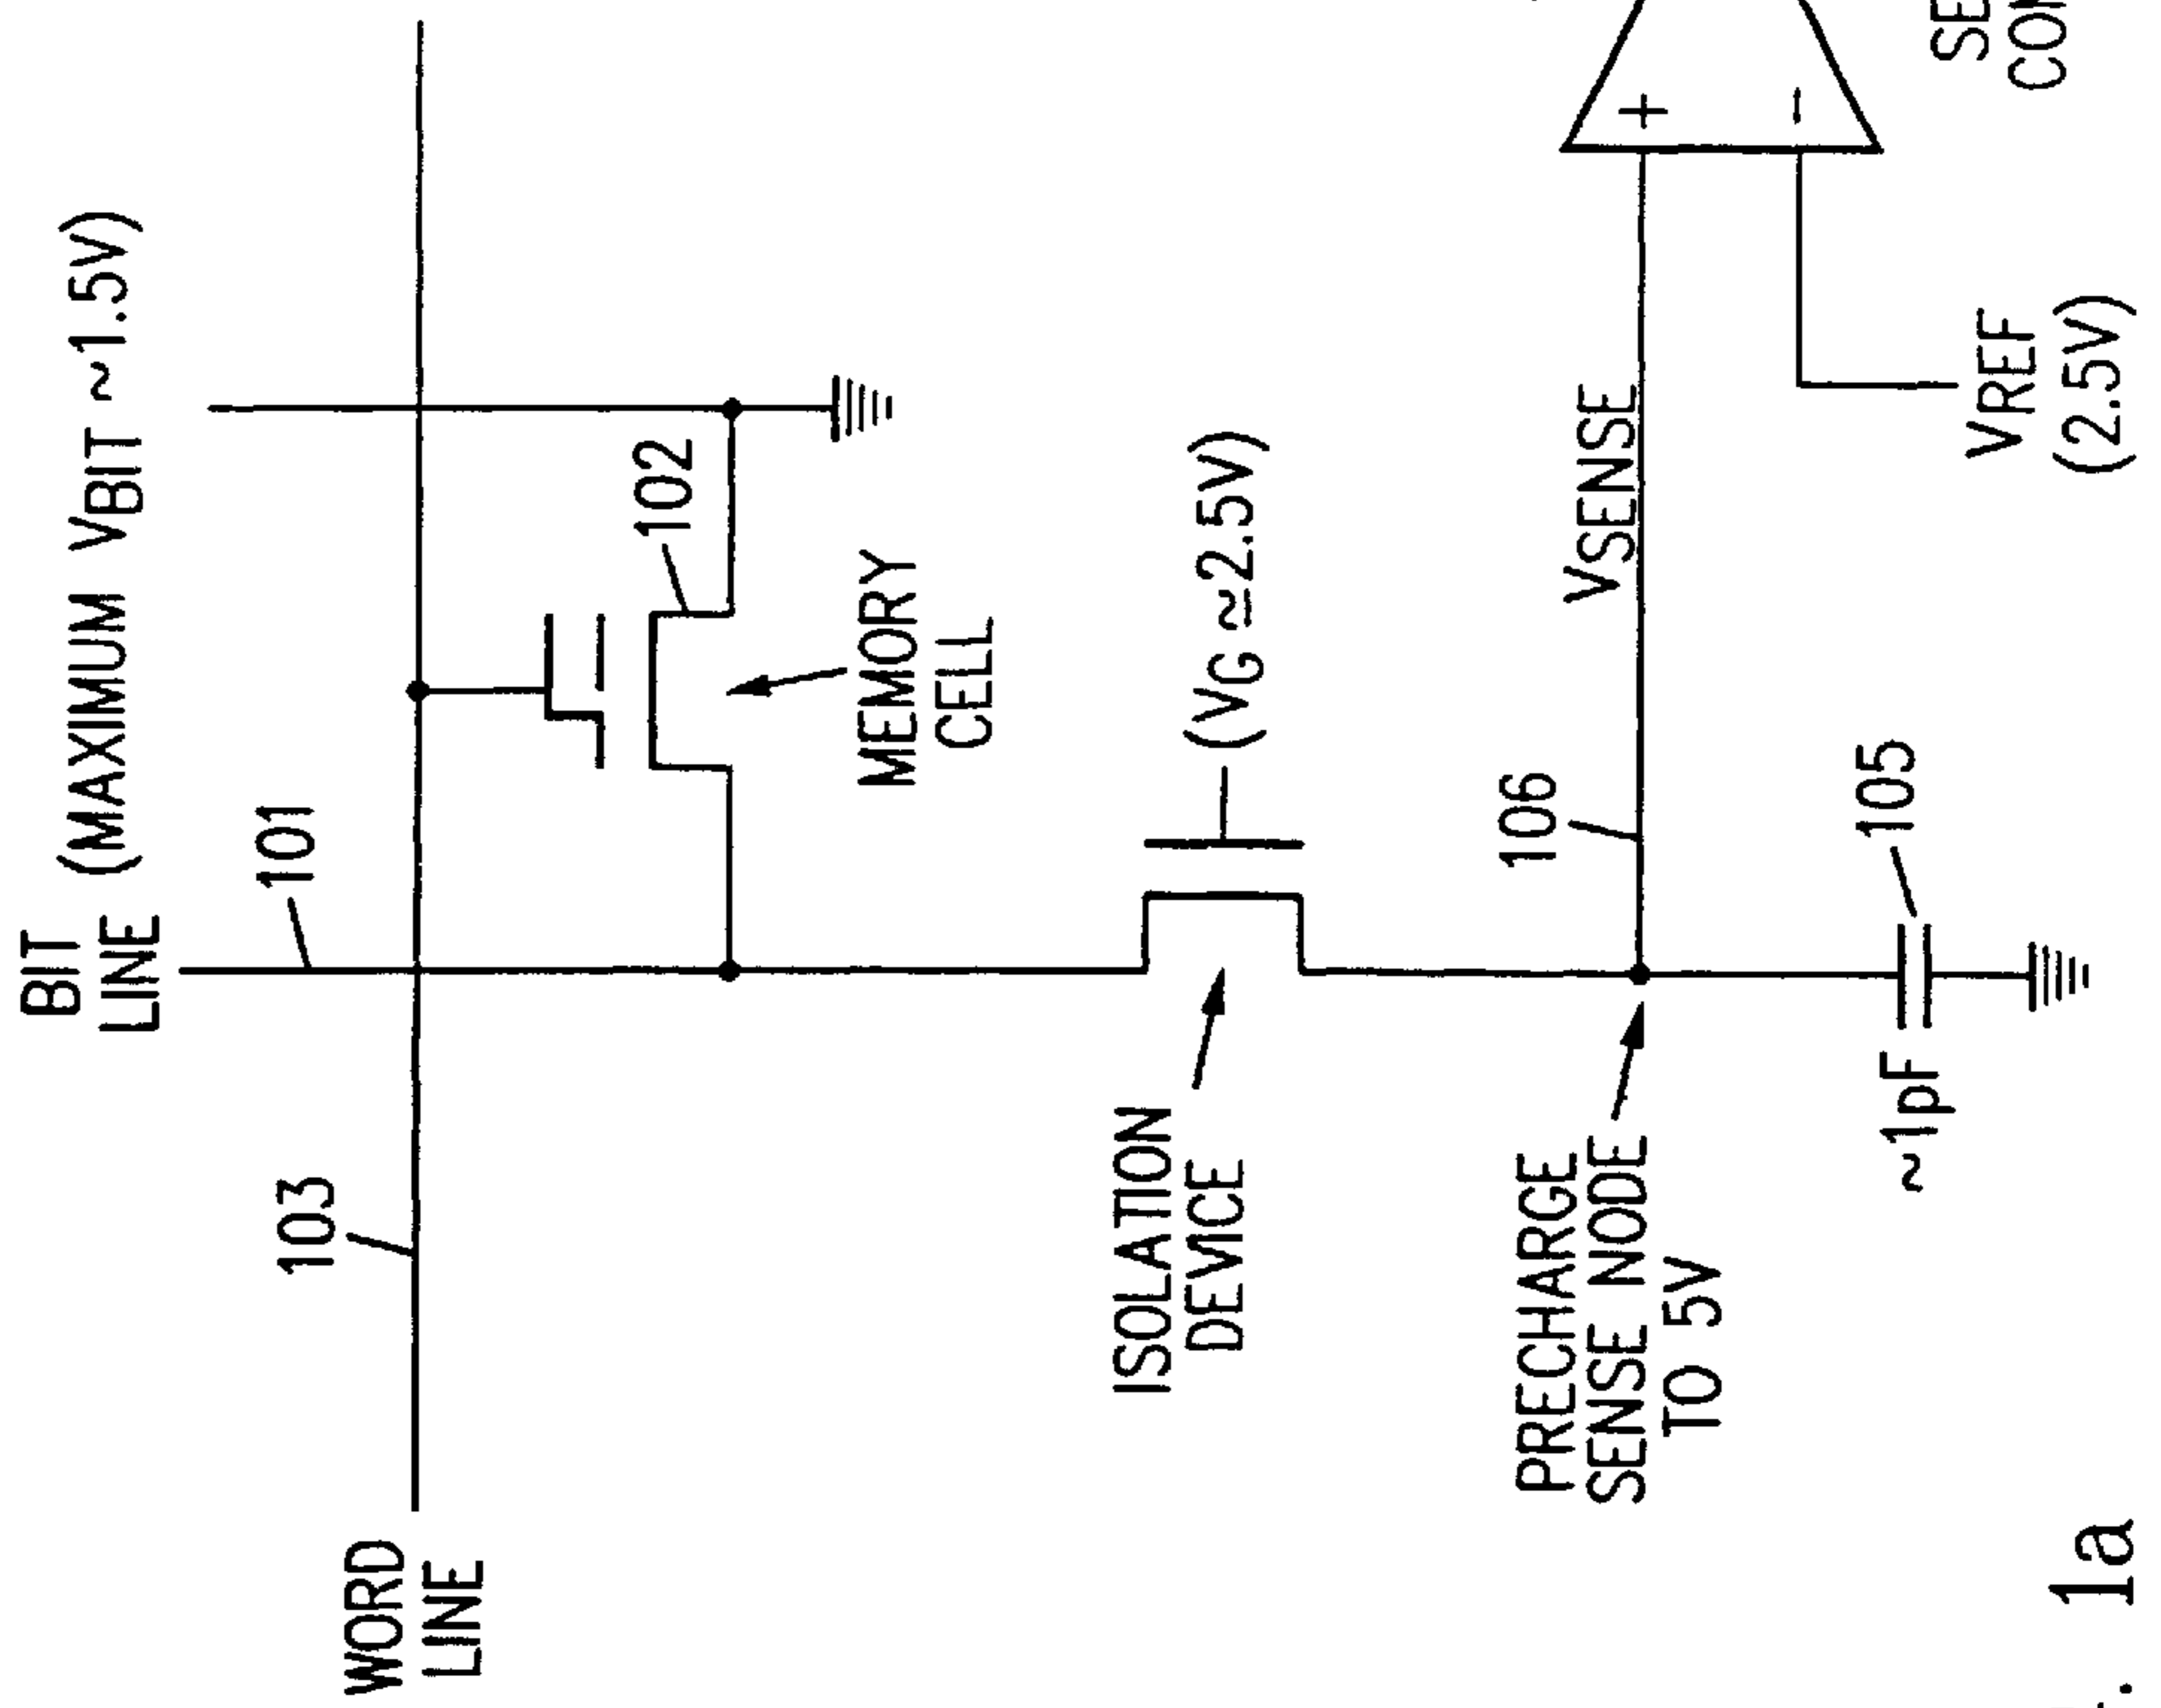 BIT
LINE (MAXIMUM VBIT ~1.5V)
101
103
WORD
LINE
102
MEMORY
CELL
ISOLATION
DEVICE
(VG ≃2.5V)
106
VSENSE
PRECHARGE
SENSE NODE
TO 5V
~1pF
105
+
-
VREF
(2.5V)
1a